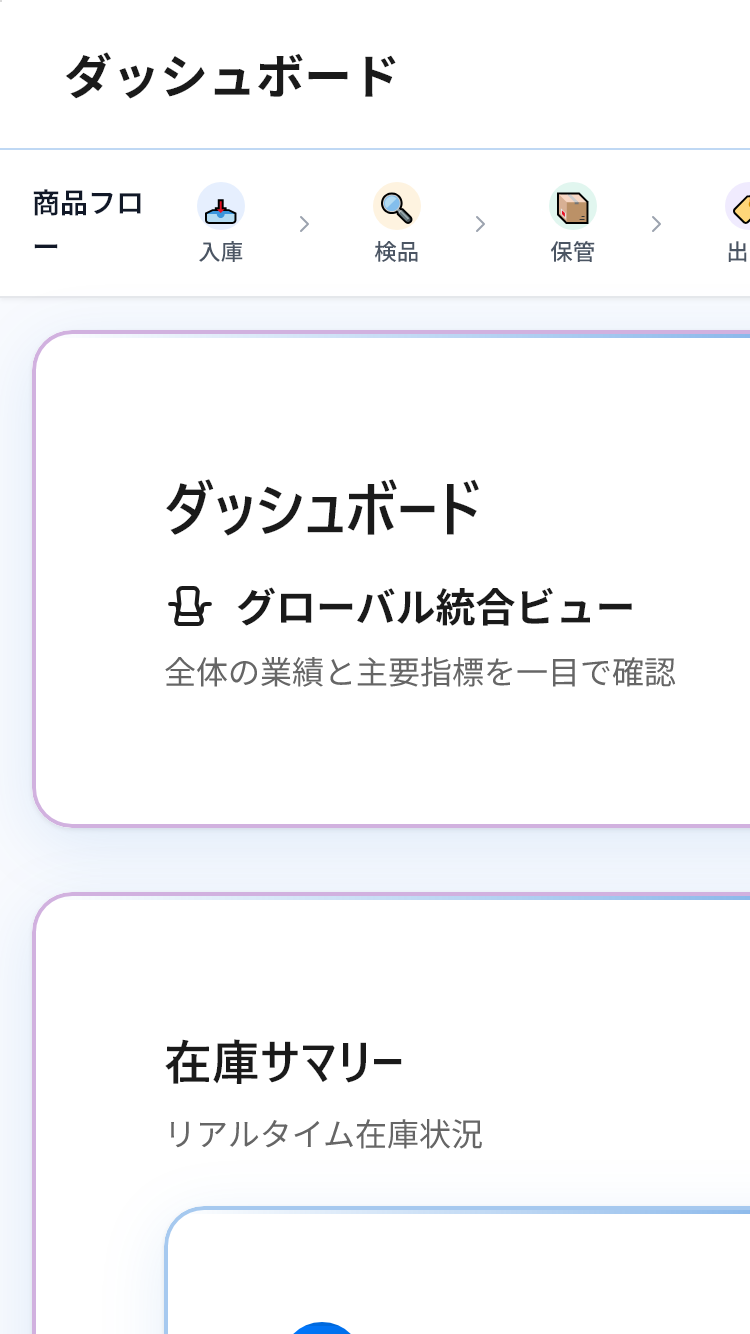 ダッシュボード
商品フロ
ー
入庫
検品
保管
出
ダッシュボード
グローバル統合ビュー
全体の業績と主要指標を一目で確認
在庫サマリー
リアルタイム在庫状況